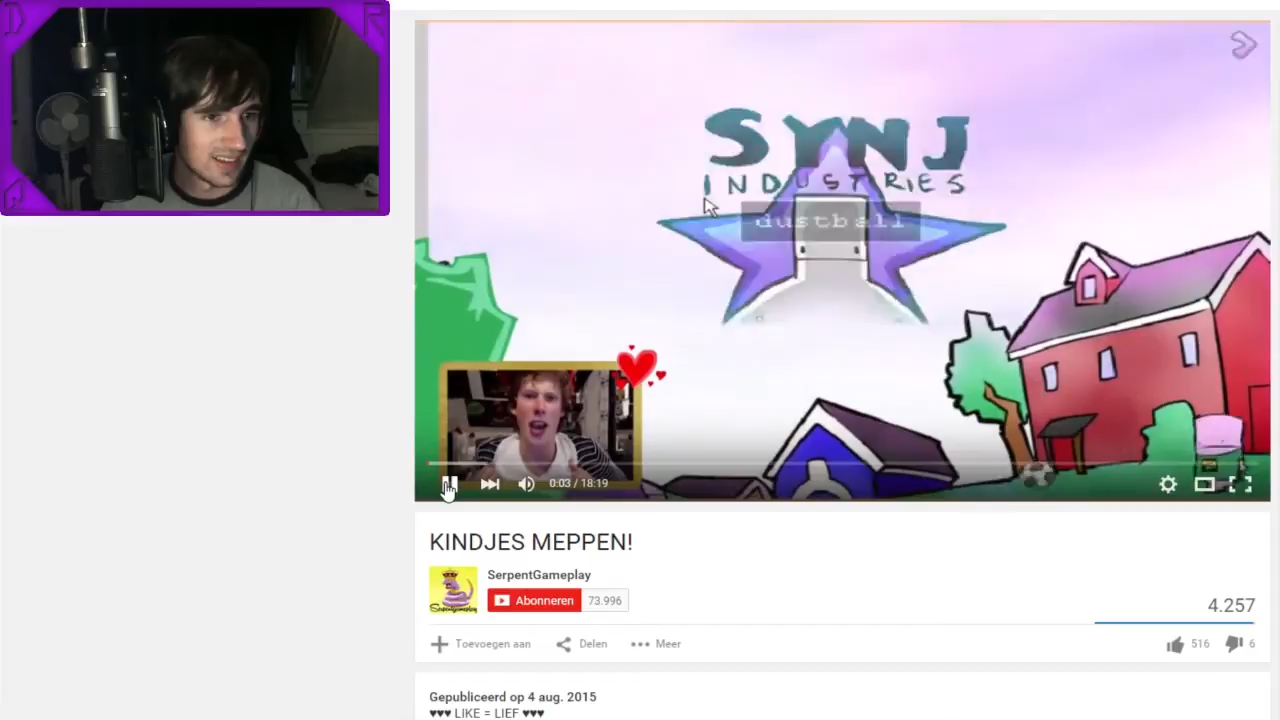 D
R
SYNJ
INDUSTRIES
dustball
0:03 / 18:19
KINDJES MEPPEN!
SerpentGameplay
Abonneren 73.996
4.257
Toevoegen aan Delen Meer
516 6
Gepubliceerd op 4 aug. 2015
♥♥♥ LIKE = LIEF ♥♥♥